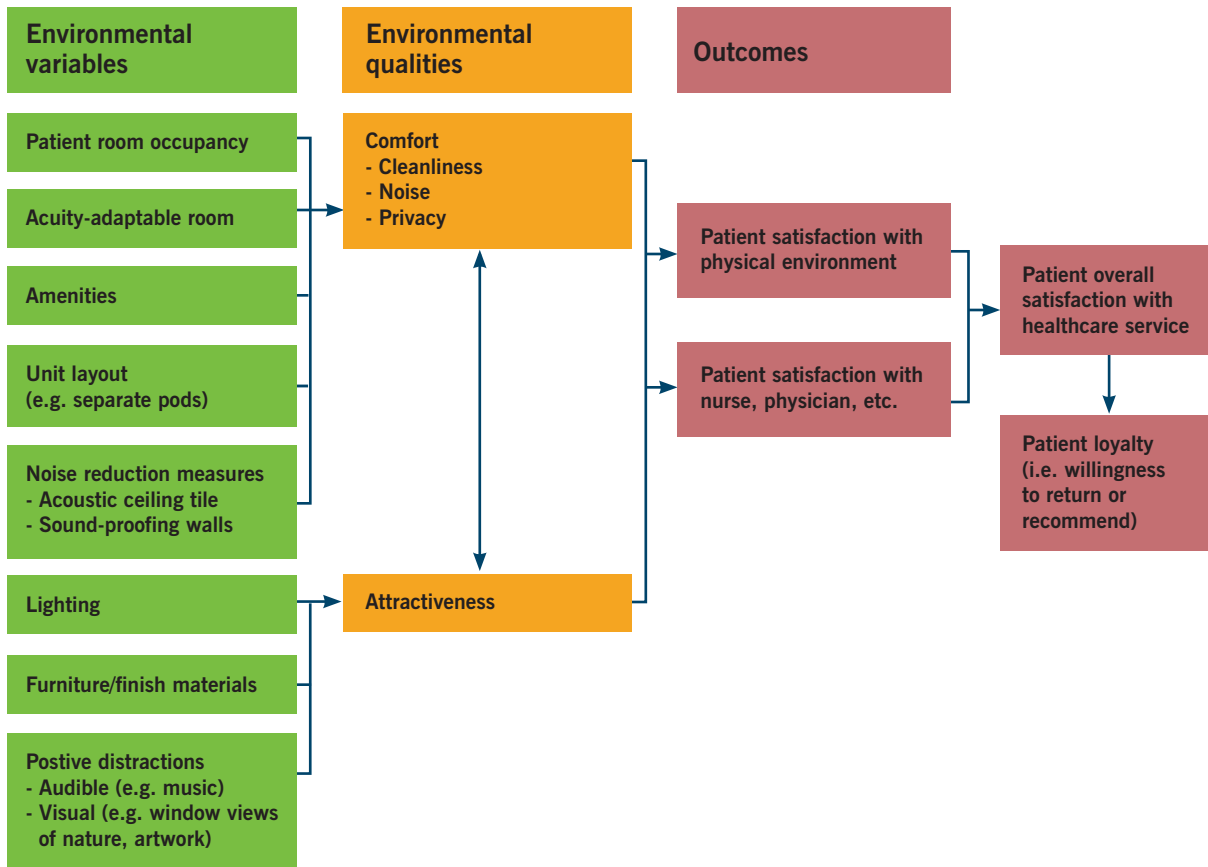 Environmental
variables
Environmental
qualities
Outcomes
Patient room occupancy
Acuity-adaptable room
Amenities
Unit layout
(e.g. separate pods)
Noise reduction measures
- Acoustic ceiling tile
- Sound-proofing walls
Lighting
Furniture/finish materials
Postive distractions
- Audible (e.g. music)
- Visual (e.g. window views
of nature, artwork)
Comfort
- Cleanliness
- Noise
- Privacy
Attractiveness
Patient satisfaction with
physical environment
Patient satisfaction with
nurse, physician, etc.
Patient overall
satisfaction with
healthcare service
Patient loyalty
(i.e. willingness
to return or
recommend)